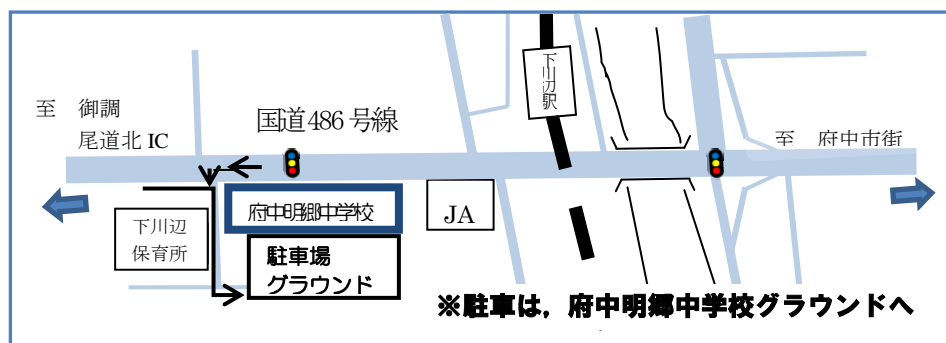 至 御調
尾道北 IC
国道486 号線
下川辺駅
至 府中市街
下川辺
保育所
府中明郷中学校
JA
駐車場
グラウンド
※駐車は，府中明郷中学校グラウンドへ